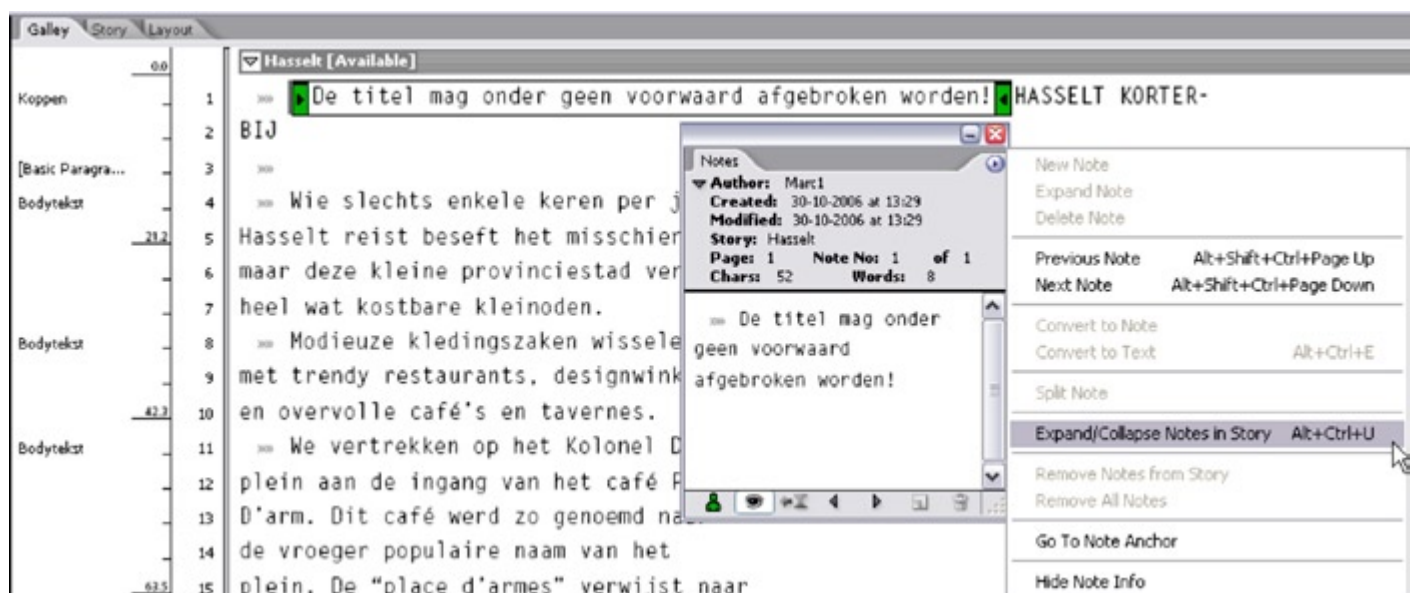 Galley Story Layout
0.0
Hasselt [Available]
Koppen 1 De titel mag onder geen voorwaard afgebroken worden! HASSELT KORTER-
2 BIJ
[Basic Paragra... 3
Bodytekst 4 Wie slechts enkele keren per j
21.2 5 Hasselt reist beseft het misschien
6 maar deze kleine provinciestad ver
7 heel wat kostbare kleinoden.
Bodytekst 8 Modieuze kledingszaken wissele
9 met trendy restaurants, designwink
42.3 10 en overvolle café's en tavernes.
Bodytekst 11 We vertrekken op het Kolonel D
12 plein aan de ingang van het café P
13 D'arm. Dit café werd zo genoemd naar
14 de vroeger populaire naam van het
63.5 15 plein. De “place d'armes” verwijst naar
Notes
Author: Marc1
Created: 30-10-2006 at 13:29
Modified: 30-10-2006 at 13:29
Story: Hasselt
Page: 1 Note No: 1 of 1
Chars: 52 Words: 8
De titel mag onder
geen voorwaard
afgebroken worden!
New Note
Expand Note
Delete Note
Previous Note Alt+Shift+Ctrl+Page Up
Next Note Alt+Shift+Ctrl+Page Down
Convert to Note
Convert to Text Alt+Ctrl+E
Split Note
Expand/Collapse Notes in Story Alt+Ctrl+U
Remove Notes from Story
Remove All Notes
Go To Note Anchor
Hide Note Info